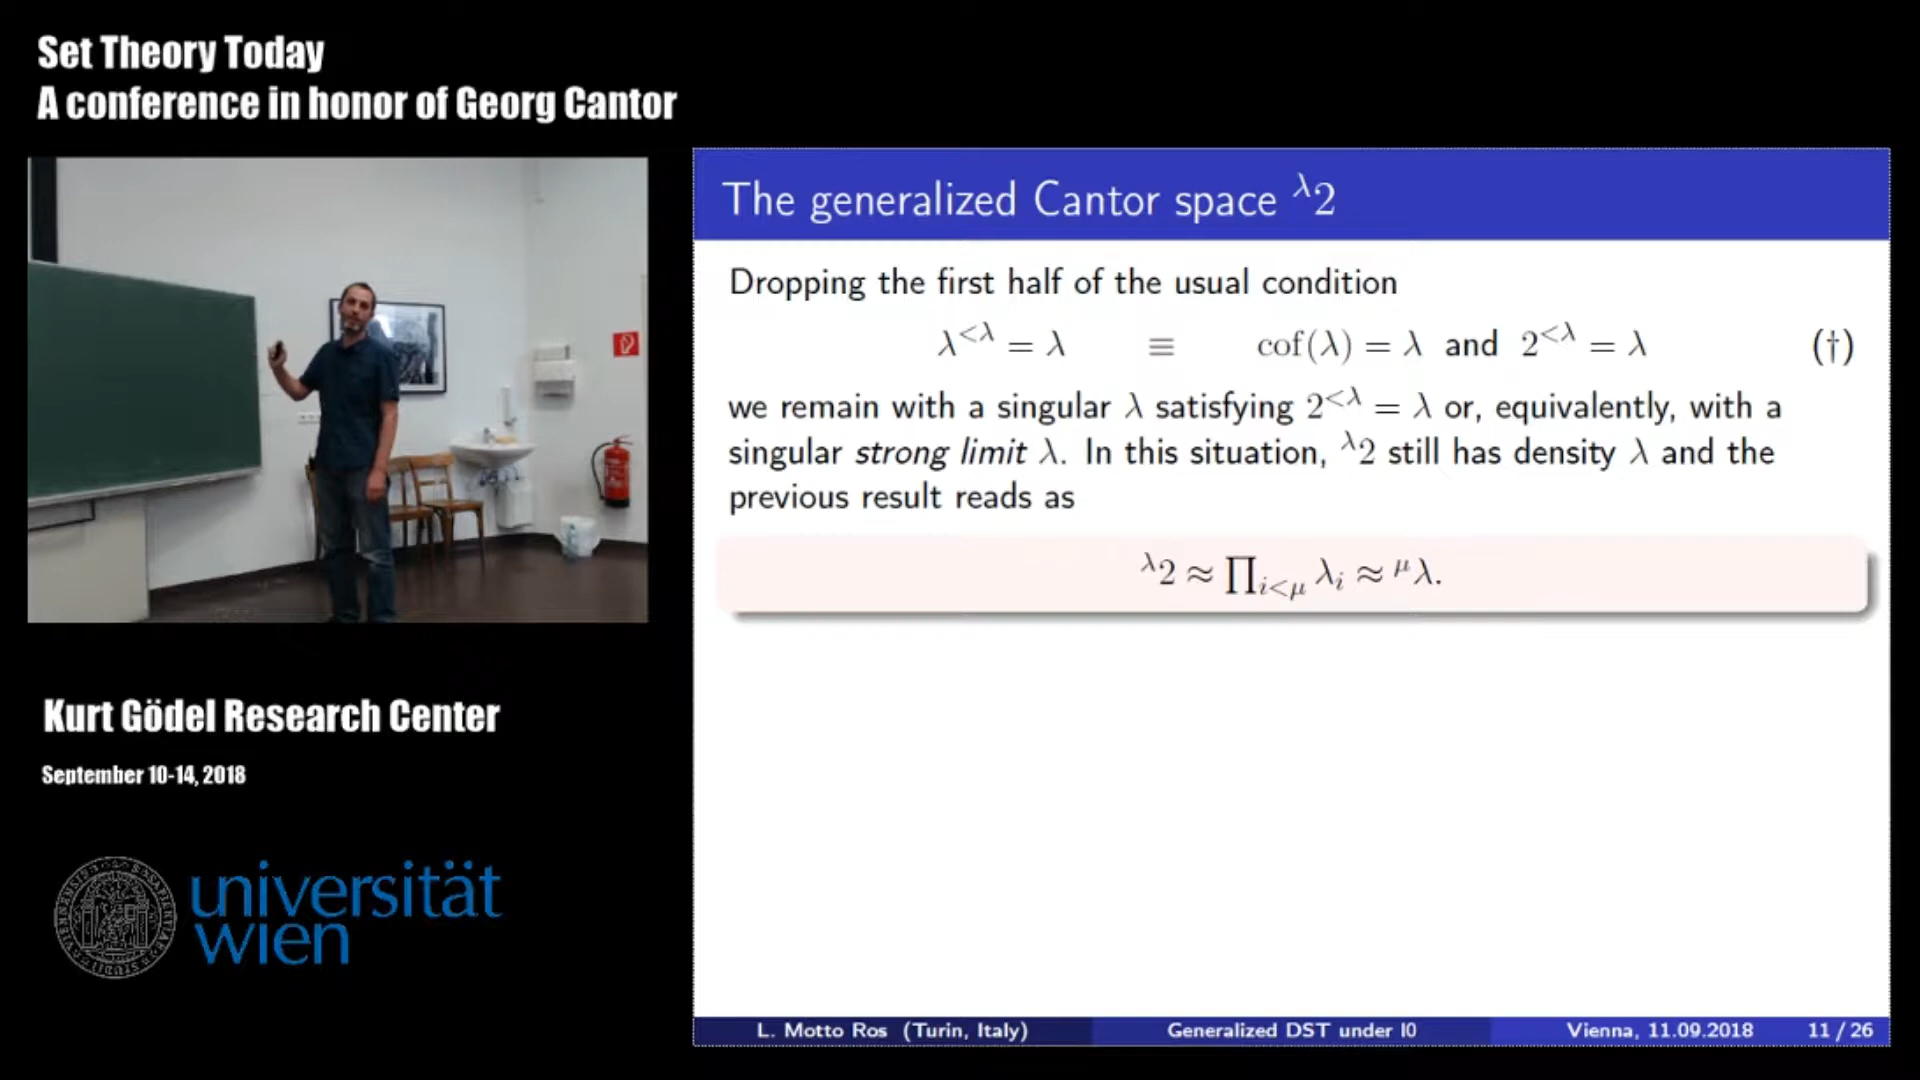 Set Theory Today
A conference in honor of Georg Cantor
The generalized Cantor space ^λ2
Dropping the first half of the usual condition
λ^{<λ} = λ ≡ cof(λ) = λ and 2^{<λ} = λ (†)
we remain with a singular λ satisfying 2^{<λ} = λ or, equivalently, with a
singular strong limit λ. In this situation, ^λ2 still has density λ and the
previous result reads as
^λ2 ≈ ∏_{i<μ} λ_i ≈ ^μλ.
Kurt Gödel Research Center
September 10-14, 2018
universität
wien
L. Motto Ros (Turin, Italy) Generalized DST under I0 Vienna, 11.09.2018 11 / 26